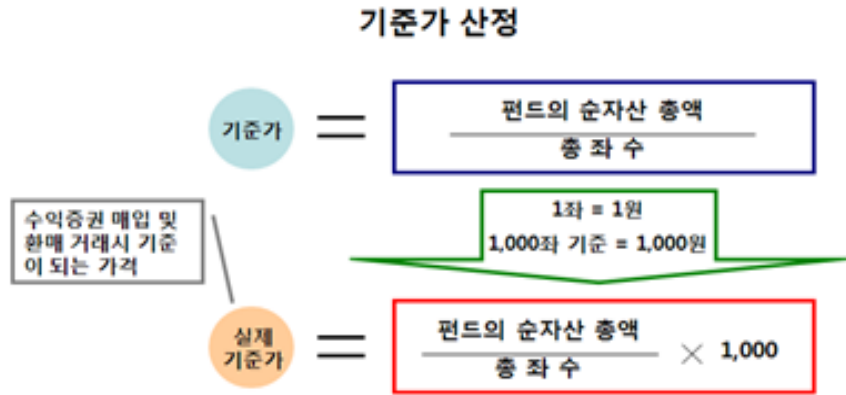 기준가 산정
기준가
=
펀드의 순자산 총액
총 좌 수
1좌 = 1원
1,000좌 기준 = 1,000원
수익증권 매입 및
환매 거래시 기준
이 되는 가격
실제
기준가
=
펀드의 순자산 총액
총 좌 수
× 1,000